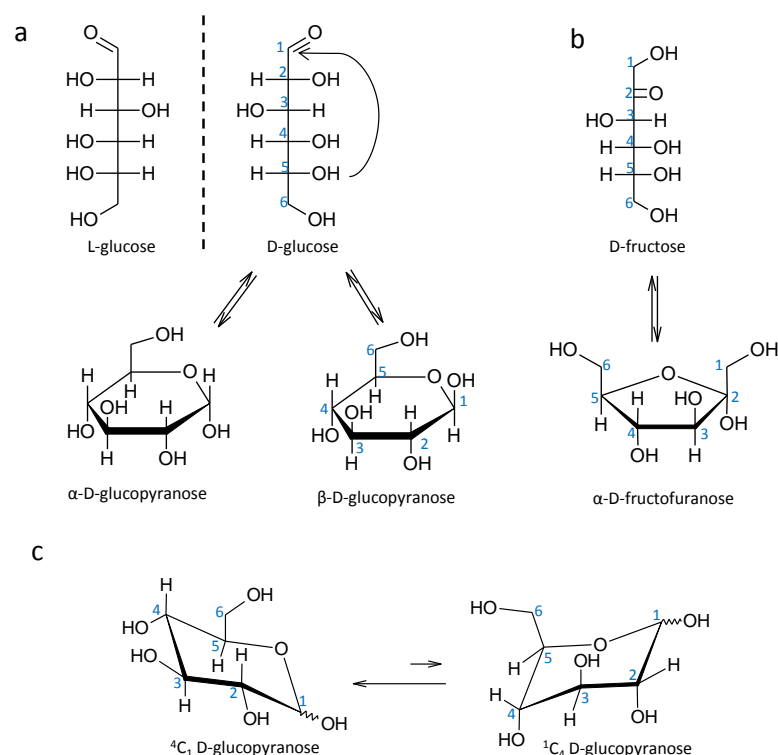 a
O
HO H
H OH
HO H
HO H
HO
L-glucose
O
1
H 2 OH
HO 3 H
H 4 OH
H 5 OH
6
OH
D-glucose
b
OH
1
2 O
HO 3 H
H 4 OH
H 5 OH
6
OH
D-fructose
OH
H O H
H
OH H
HO OH
H OH
α-D-glucopyranose
OH
6
5
H O OH
H
4 OH H 1
HO H
3 2
H OH
β-D-glucopyranose
HO 6 O 1 OH
5 H HO 2
H OH
4 3
OH H
α-D-fructofuranose
c
H HO
4 6
HO 5 O
H H
HO
3 2 1
H OH OH
⁴C₁ D-glucopyranose
HO 6 1 OH
O
H 5 OH 2 H
H 4 3
HO H OH
¹C₄ D-glucopyranose